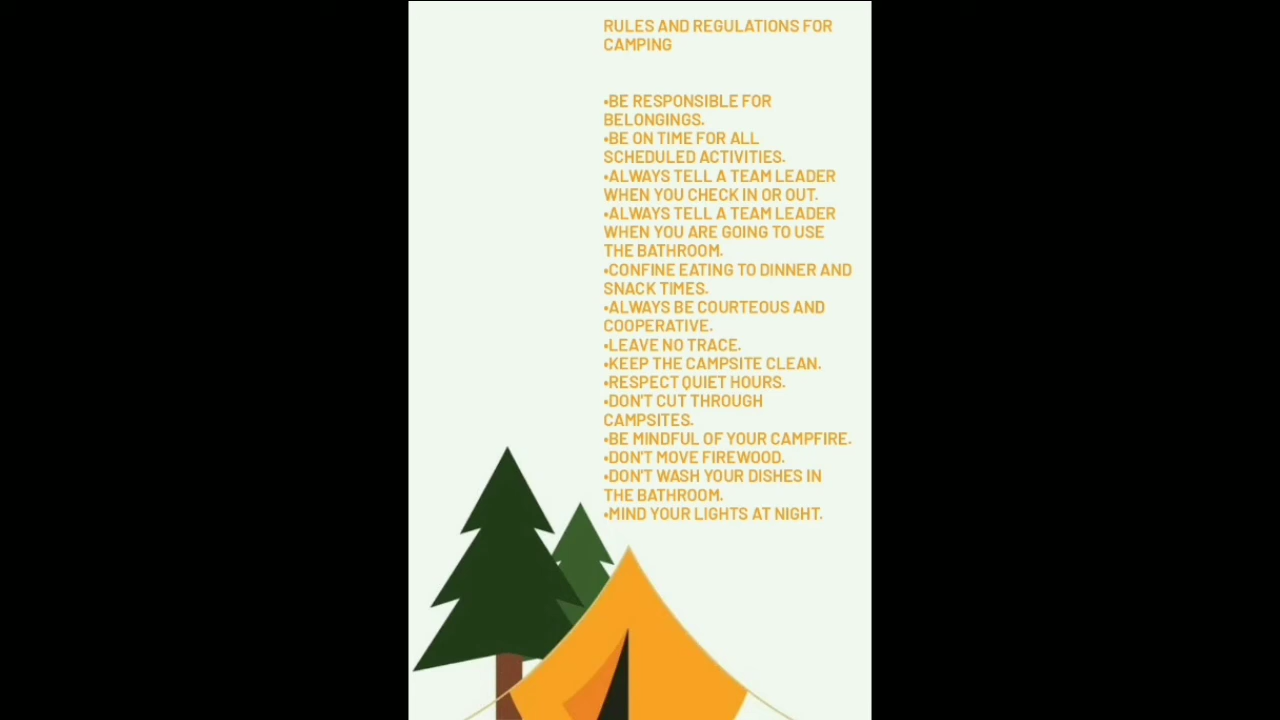 RULES AND REGULATIONS FOR
CAMPING
•BE RESPONSIBLE FOR
BELONGINGS.
•BE ON TIME FOR ALL
SCHEDULED ACTIVITIES.
•ALWAYS TELL A TEAM LEADER
WHEN YOU CHECK IN OR OUT.
•ALWAYS TELL A TEAM LEADER
WHEN YOU ARE GOING TO USE
THE BATHROOM.
•CONFINE EATING TO DINNER AND
SNACK TIMES.
•ALWAYS BE COURTEOUS AND
COOPERATIVE.
•LEAVE NO TRACE.
•KEEP THE CAMPSITE CLEAN.
•RESPECT QUIET HOURS.
•DON'T CUT THROUGH
CAMPSITES.
•BE MINDFUL OF YOUR CAMPFIRE.
•DON'T MOVE FIREWOOD.
•DON'T WASH YOUR DISHES IN
THE BATHROOM.
•MIND YOUR LIGHTS AT NIGHT.